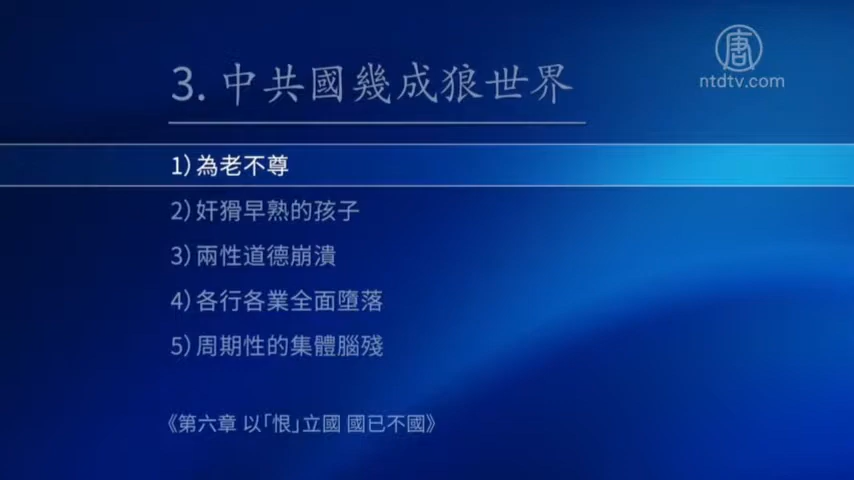 唐
ntdtv.com
3. 中共國幾成狼世界
1) 為老不尊
2) 奸猾早熟的孩子
3) 兩性道德崩潰
4) 各行各業全面墮落
5) 周期性的集體腦殘
《第六章 以「恨」立國 國已不國》